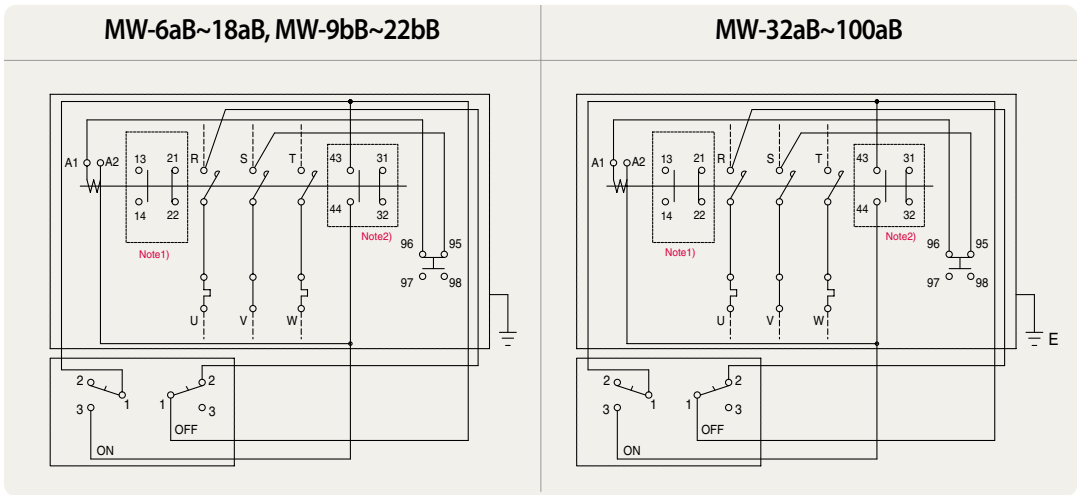 MW-6aB~18aB, MW-9bB~22bB
A1 A2 13 21 R S T 43 31
14 22 44 32
Note1) Note2)
96 95
97 98
U V W
2 1 1 2
3 3
ON OFF
MW-32aB~100aB
A1 A2 13 21 R S T 43 31
14 22 44 32
Note1) Note2)
96 95
97 98
U V W
E
2 1 1 2
3 3
ON OFF